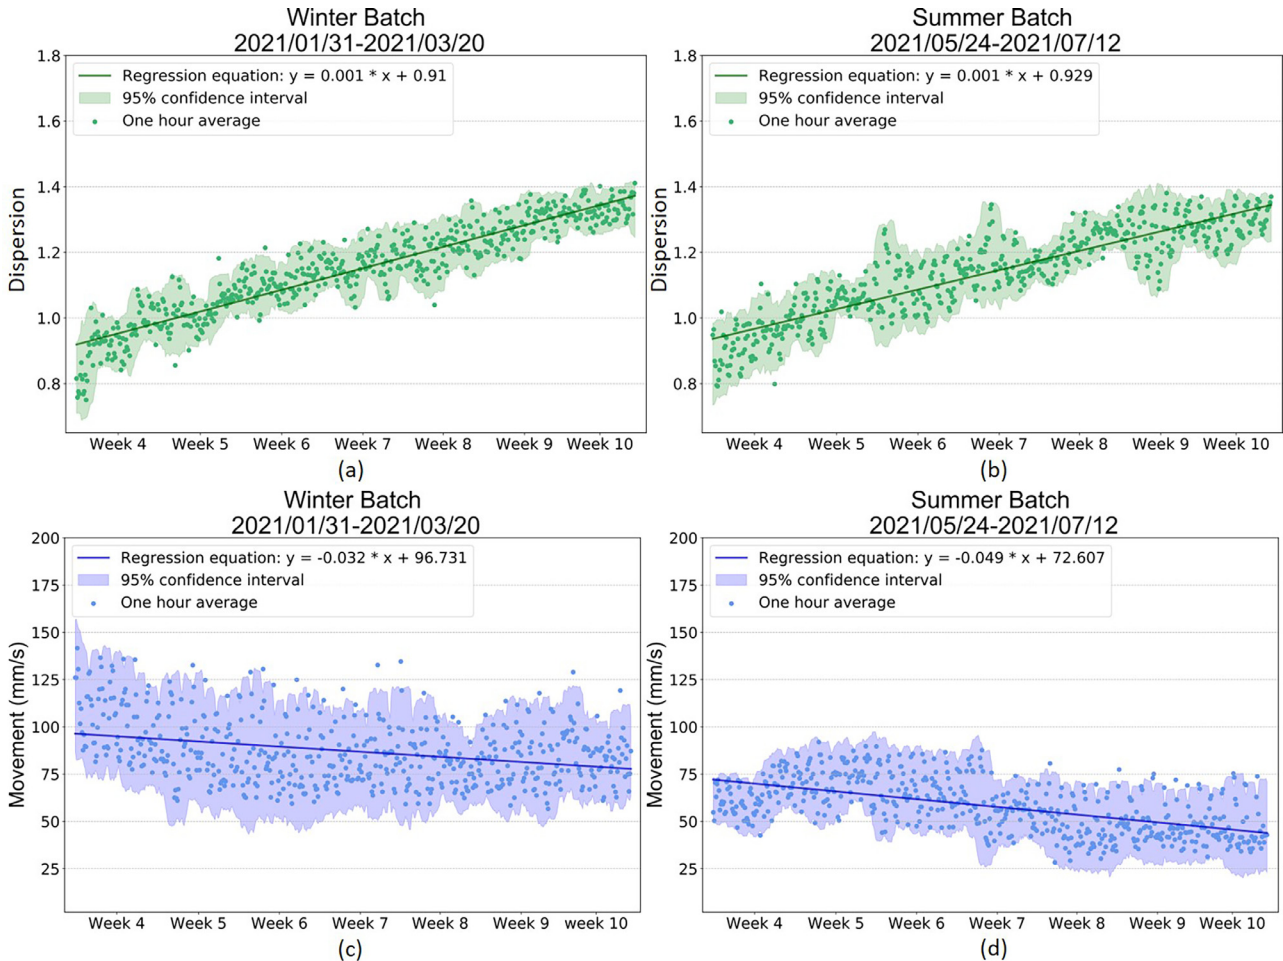 Winter Batch
2021/01/31-2021/03/20
1.8
1.6
1.4
1.2
1.0
0.8
Dispersion
Regression equation: y = 0.001 * x + 0.91
95% confidence interval
One hour average
Week 4 Week 5 Week 6 Week 7 Week 8 Week 9 Week 10
(a)
Summer Batch
2021/05/24-2021/07/12
1.8
1.6
1.4
1.2
1.0
0.8
Dispersion
Regression equation: y = 0.001 * x + 0.929
95% confidence interval
One hour average
Week 4 Week 5 Week 6 Week 7 Week 8 Week 9 Week 10
(b)
Winter Batch
2021/01/31-2021/03/20
200
175
150
125
100
75
50
25
Movement (mm/s)
Regression equation: y = -0.032 * x + 96.731
95% confidence interval
One hour average
Week 4 Week 5 Week 6 Week 7 Week 8 Week 9 week 10
(c)
Summer Batch
2021/05/24-2021/07/12
200
175
150
125
100
75
50
25
Movement (mm/s)
Regression equation: y = -0.049 * x + 72.607
95% confidence interval
One hour average
Week 4 Week 5 Week 6 Week 7 Week 8 Week 9 Week 10
(d)